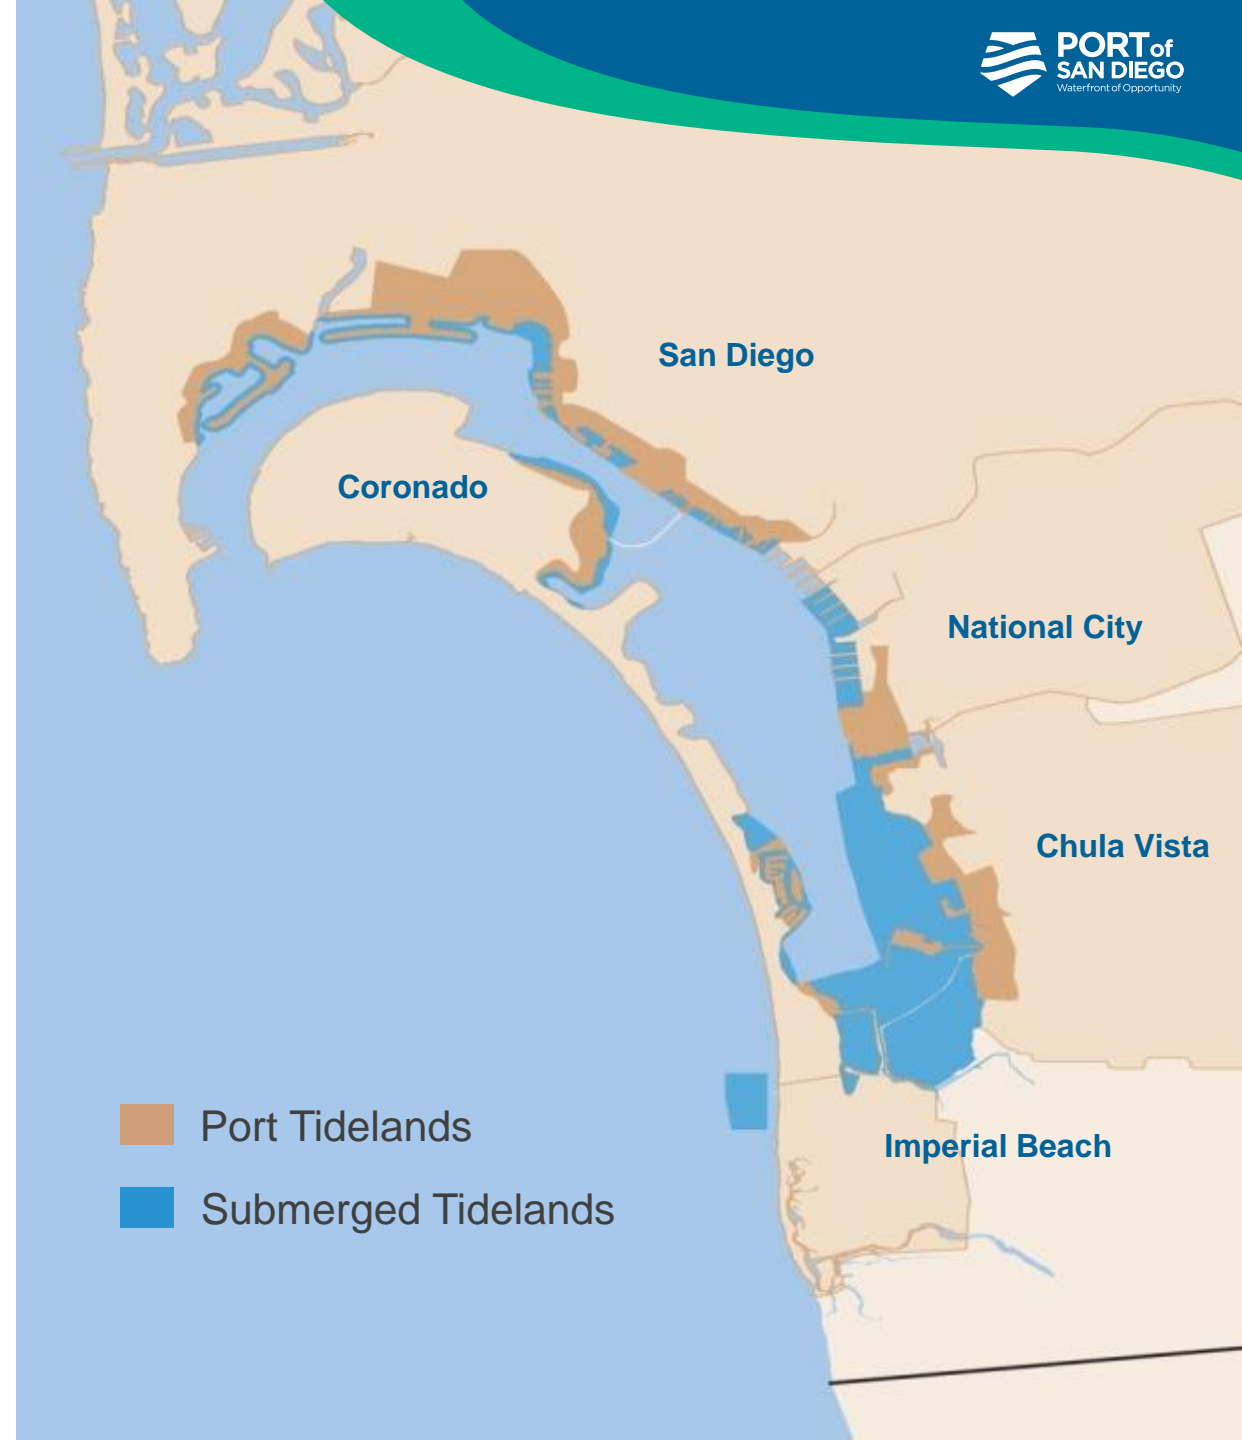 PORT of
SAN DIEGO
Waterfront of Opportunity
San Diego
Coronado
National City
Chula Vista
Port Tidelands
Imperial Beach
Submerged Tidelands